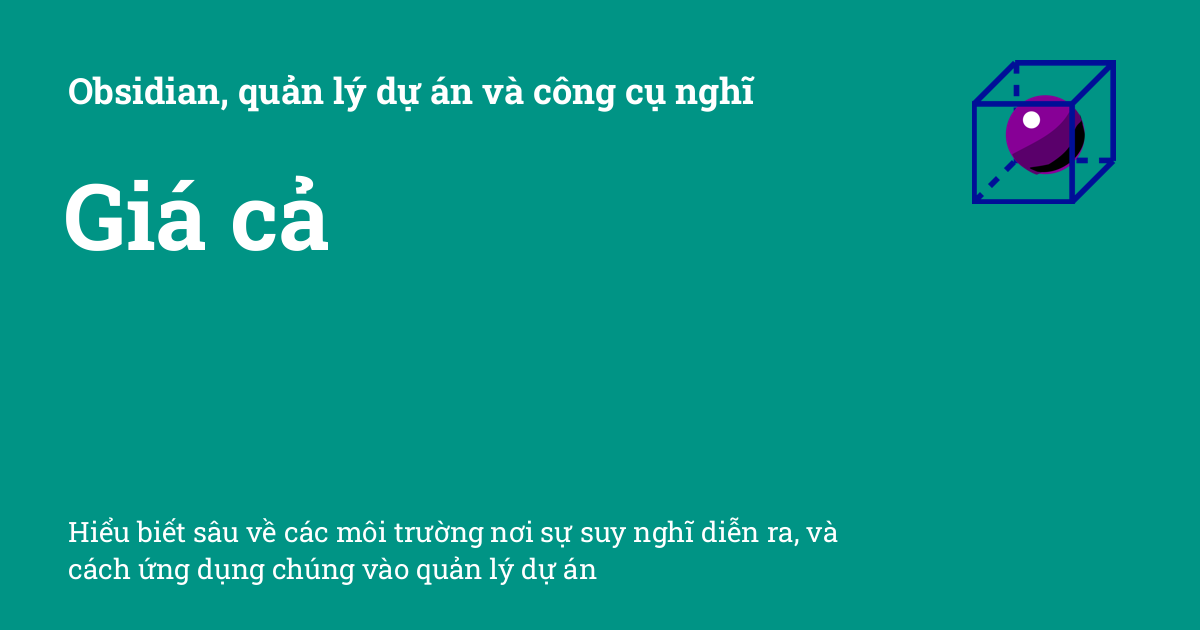 Obsidian, quản lý dự án và công cụ nghĩ
Giá cả
Hiểu biết sâu về các môi trường nơi sự suy nghĩ diễn ra, và
cách ứng dụng chúng vào quản lý dự án